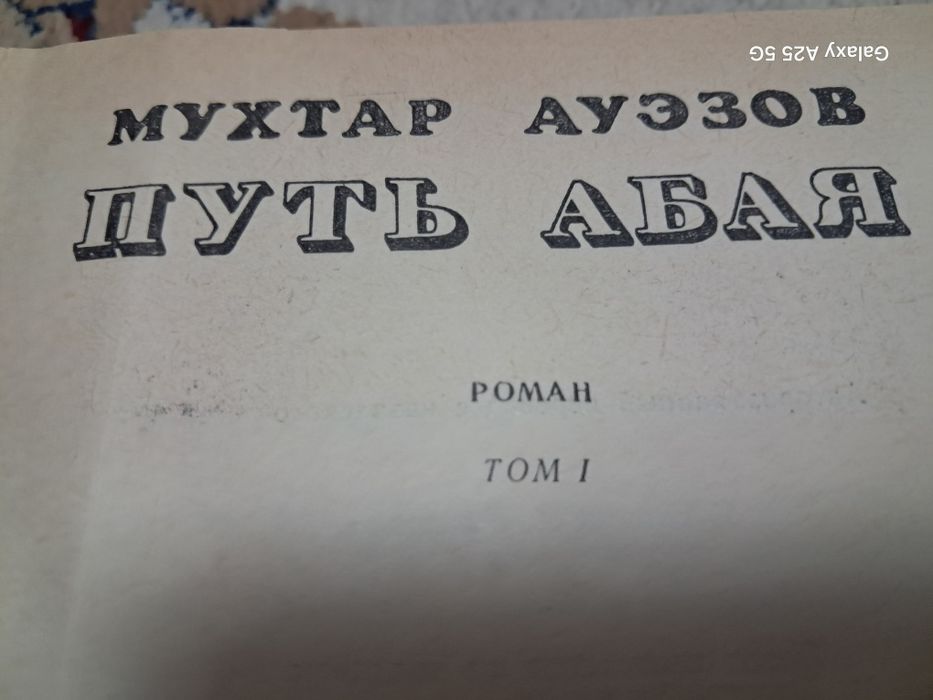 Galaxy A25 5G
МУХТАР АУЭЗОВ
ПУТЬ АБАЯ
РОМАН
ТОМ I